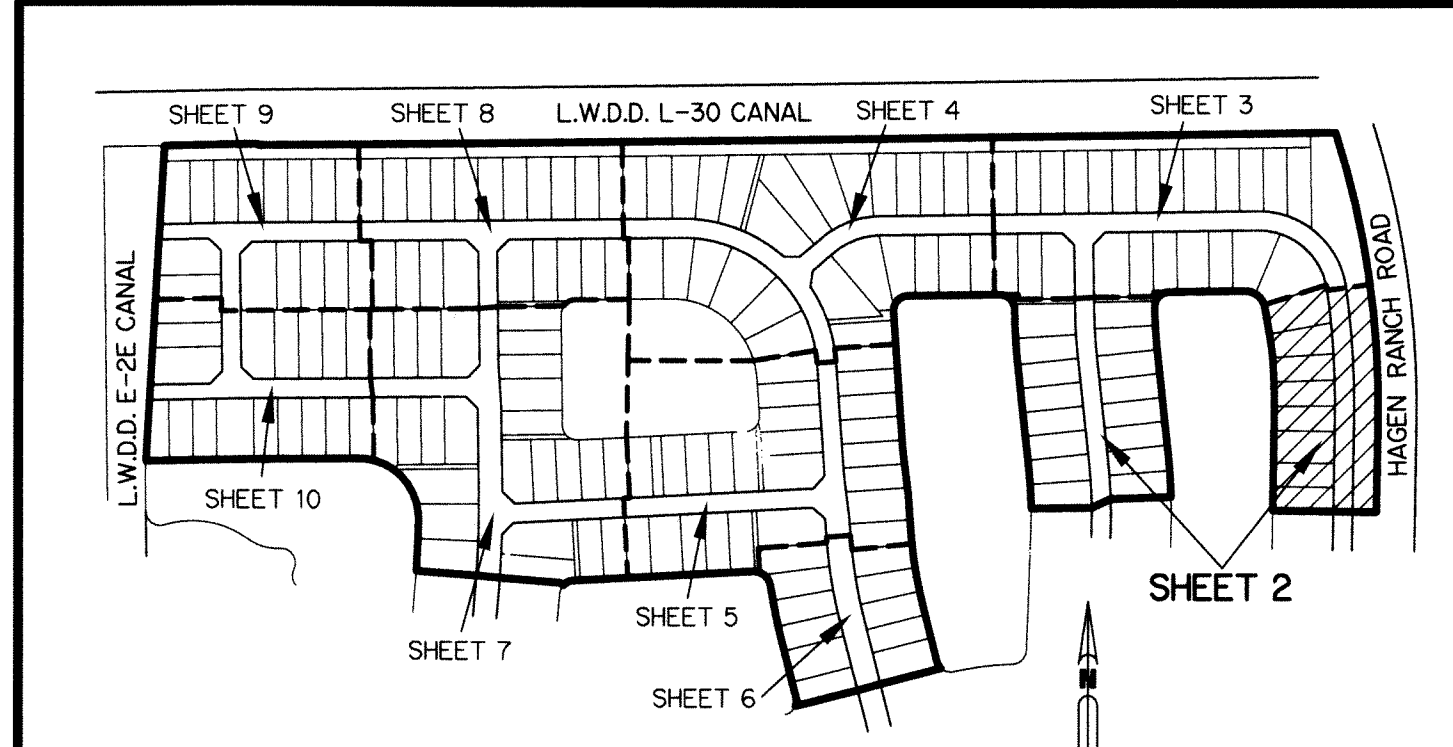 SHEET 9
SHEET 8
L.W.D.D. L-30 CANAL
SHEET 4
SHEET 3
L.W.D.D. E-2E CANAL
HAGEN RANCH ROAD
SHEET 10
SHEET 7
SHEET 5
SHEET 6
SHEET 2
N